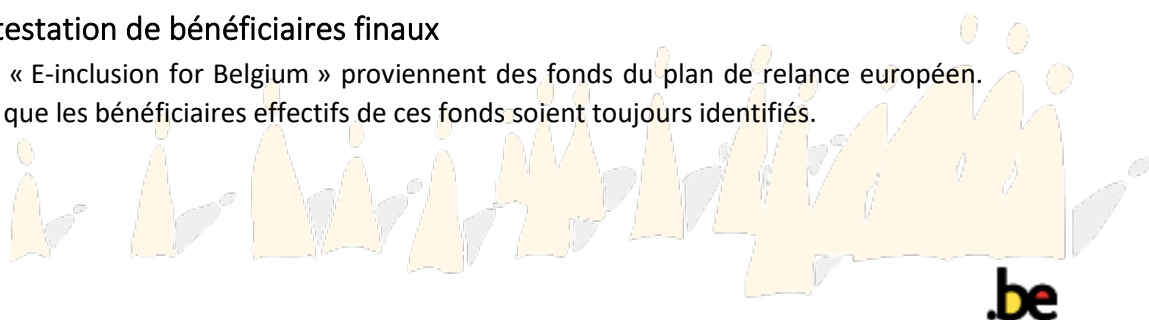 testation de bénéficiaires finaux
« E-inclusion for Belgium » proviennent des fonds du plan de relance européen.
que les bénéficiaires effectifs de ces fonds soient toujours identifiés.
.be